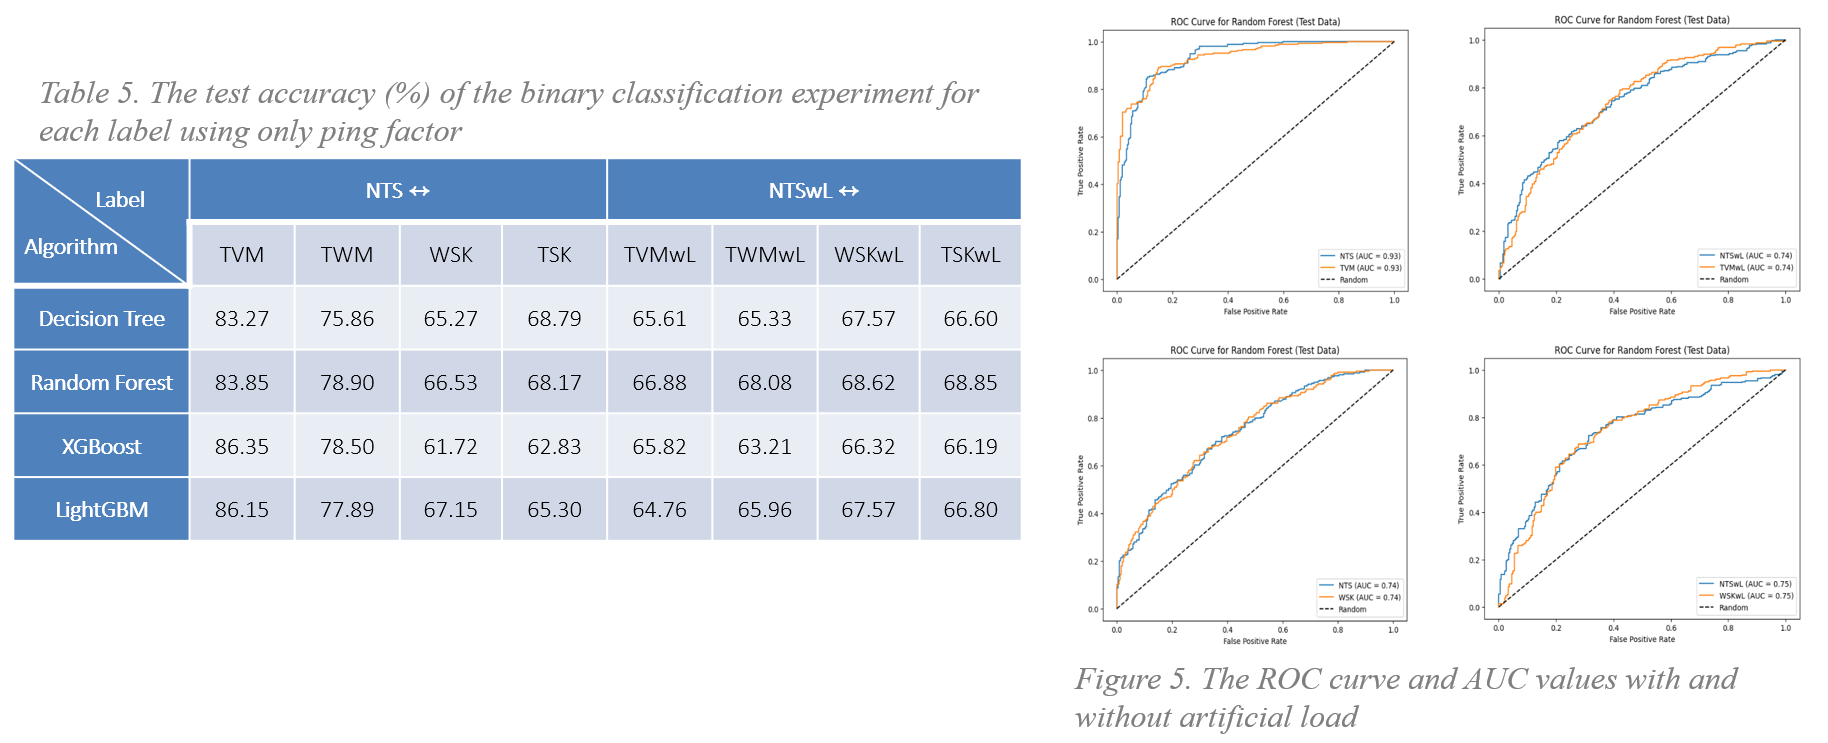 Table 5. The test accuracy (%) of the binary classification experiment for
each label using only ping factor
Label
Algorithm
NTS ↔
NTSwL ↔
TVM TWM WSK TSK TVMwL TWMwL WSKwL TSKwL
Decision Tree 83.27 75.86 65.27 68.79 65.61 65.33 67.57 66.60
Random Forest 83.85 78.90 66.53 68.17 66.88 68.08 68.62 68.85
XGBoost 86.35 78.50 61.72 62.83 65.82 63.21 66.32 66.19
LightGBM 86.15 77.89 67.15 65.30 64.76 65.96 67.57 66.80
ROC Curve for Random Forest (Test Data)
True Positive Rate
1.0
0.8
0.6
0.4
0.2
0.0
NTS (AUC = 0.93)
TVM (AUC = 0.93)
Random
0.0 0.2 0.4 0.6 0.8 1.0
False Positive Rate
ROC Curve for Random Forest (Test Data)
True Positive Rate
1.0
0.8
0.6
0.4
0.2
0.0
NTSwL (AUC = 0.74)
TVMwL (AUC = 0.74)
Random
0.0 0.2 0.4 0.6 0.8 1.0
False Positive Rate
ROC Curve for Random Forest (Test Data)
True Positive Rate
1.0
0.8
0.6
0.4
0.2
0.0
NTS (AUC = 0.74)
WSK (AUC = 0.74)
Random
0.0 0.2 0.4 0.6 0.8 1.0
False Positive Rate
ROC Curve for Random Forest (Test Data)
True Positive Rate
1.0
0.8
0.6
0.4
0.2
0.0
NTSwL (AUC = 0.75)
WSKwL (AUC = 0.75)
Random
0.0 0.2 0.4 0.6 0.8 1.0
False Positive Rate
Figure 5. The ROC curve and AUC values with and
without artificial load